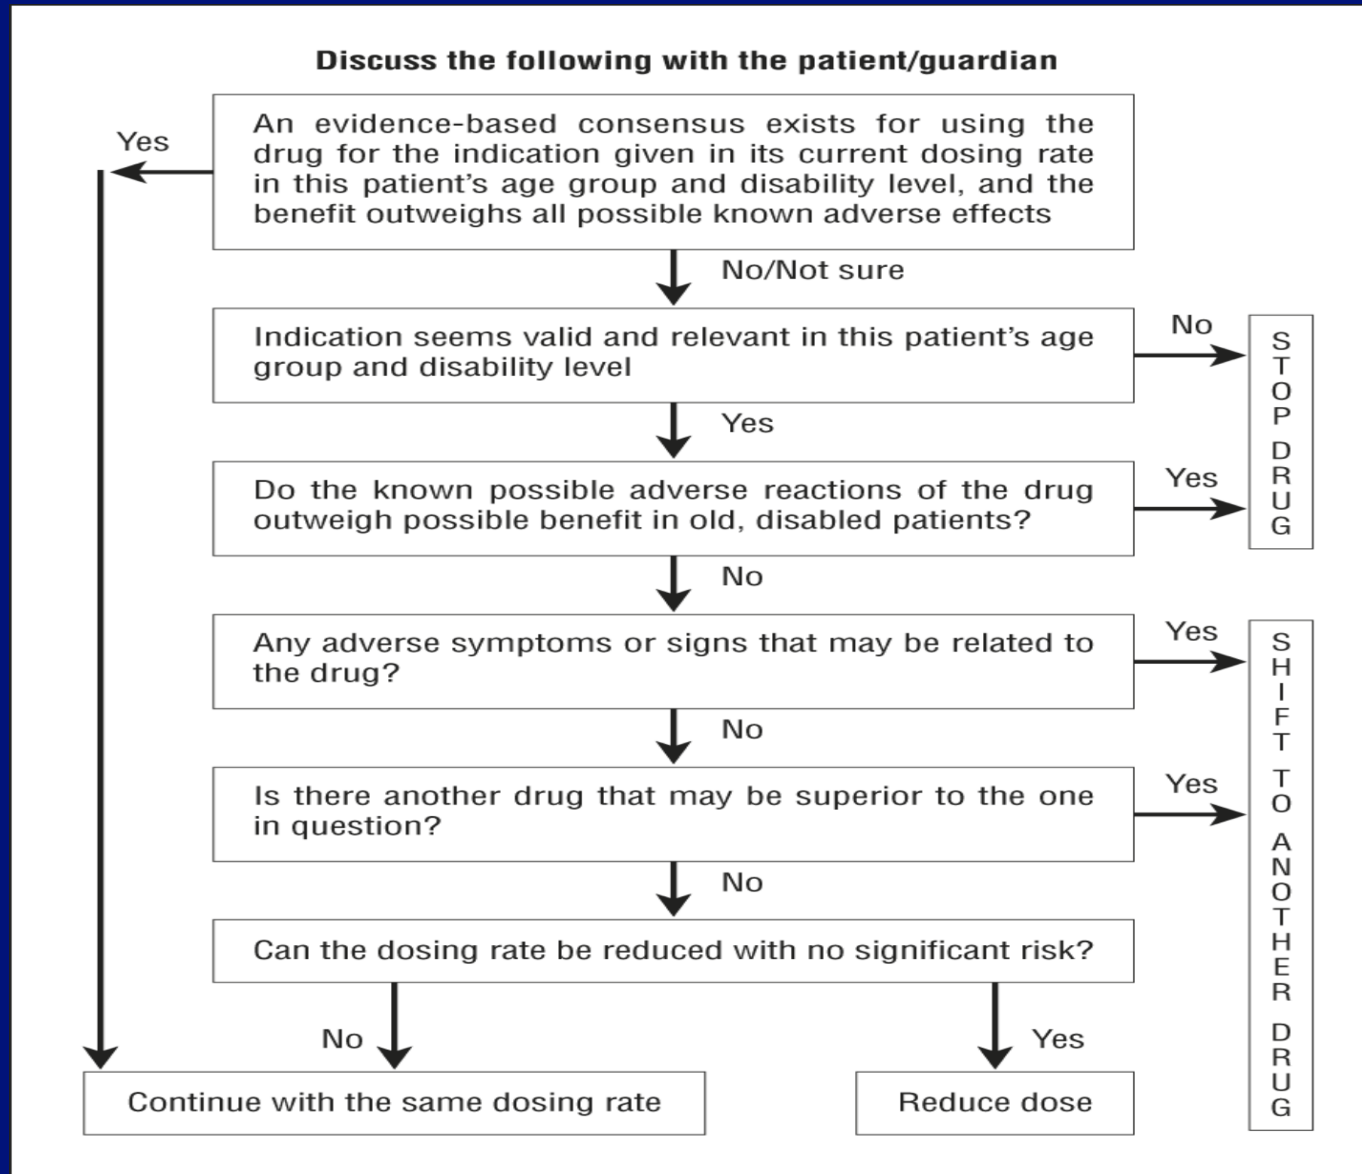 Discuss the following with the patient/guardian
Yes
An evidence-based consensus exists for using the
drug for the indication given in its current dosing rate
in this patient's age group and disability level, and the
benefit outweighs all possible known adverse effects
No/Not sure
Indication seems valid and relevant in this patient's age
group and disability level
No
Yes
Do the known possible adverse reactions of the drug
outweigh possible benefit in old, disabled patients?
Yes
STOP DRUG
No
Any adverse symptoms or signs that may be related to
the drug?
Yes
No
Is there another drug that may be superior to the one
in question?
Yes
No
Can the dosing rate be reduced with no significant risk?
SHIFT TO ANOTHER DRUG
No
Yes
Continue with the same dosing rate
Reduce dose